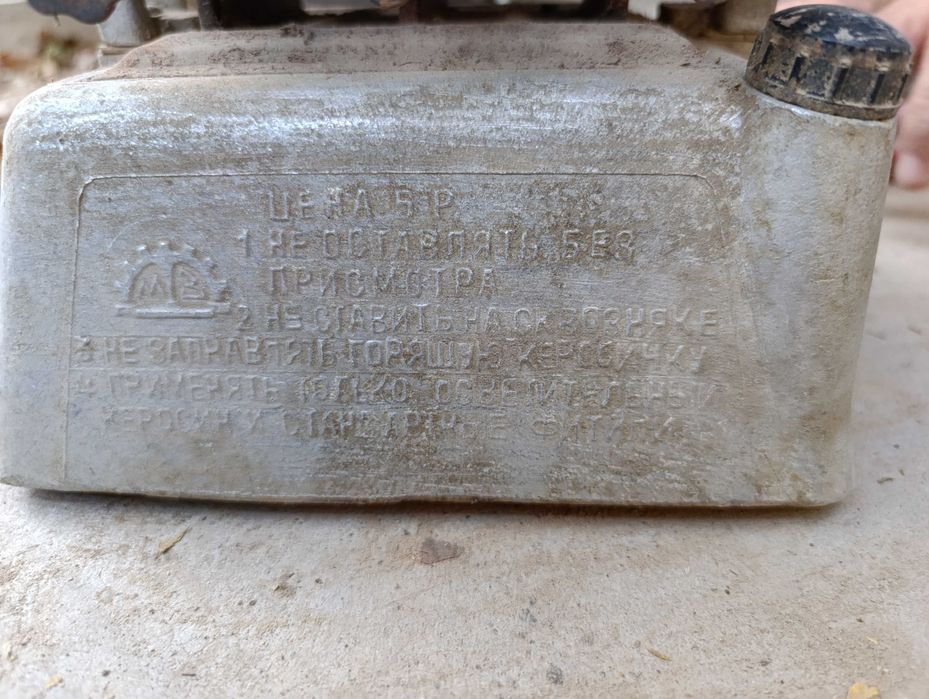 ЦЕНА 5 Р.
1 НЕ ОСТАВЛЯТЬ БЕЗ
ПРИСМОТРА
2 НЕ СТАВИТЬ НА СКВОЗНЯКЕ
3 НЕ ЗАПРАВЛЯТЬ ГОРЯЩУЮ КЕРОСИНКУ
4 ПРИМЕНЯТЬ ТОЛЬКО ОСВЕТИТЕЛЬНЫЙ
КЕРОСИН И СТАНДАРТНЫЕ ФИТИЛИ